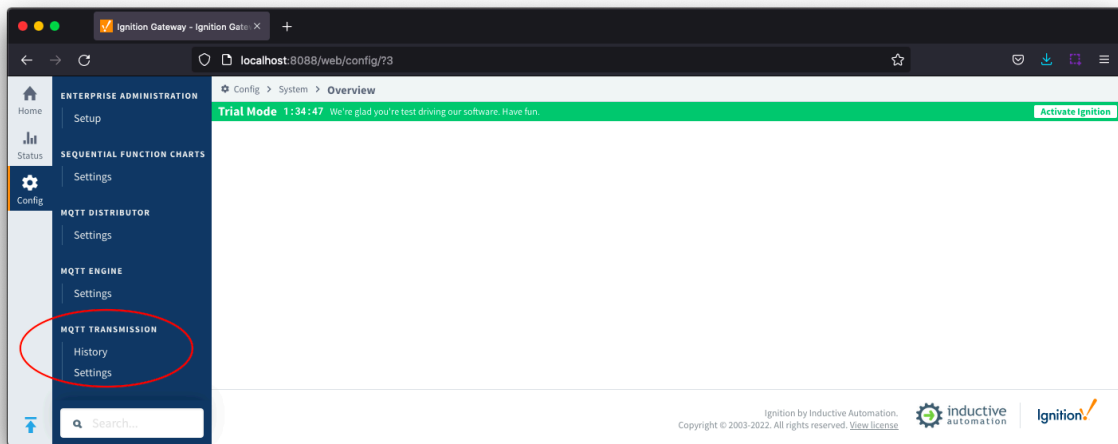 Ignition Gateway - Ignition Gate
localhost:8088/web/config/?3
Home
Status
Config
ENTERPRISE ADMINISTRATION
Setup
SEQUENTIAL FUNCTION CHARTS
Settings
MQTT DISTRIBUTOR
Settings
MQTT ENGINE
Settings
MQTT TRANSMISSION
History
Settings
Search...
Config > System > Overview
Trial Mode 1:34:47 We're glad you're test driving our software. Have fun.
Activate Ignition
Ignition by Inductive Automation.
Copyright © 2003-2022. All rights reserved. View license
inductive
automation
Ignition